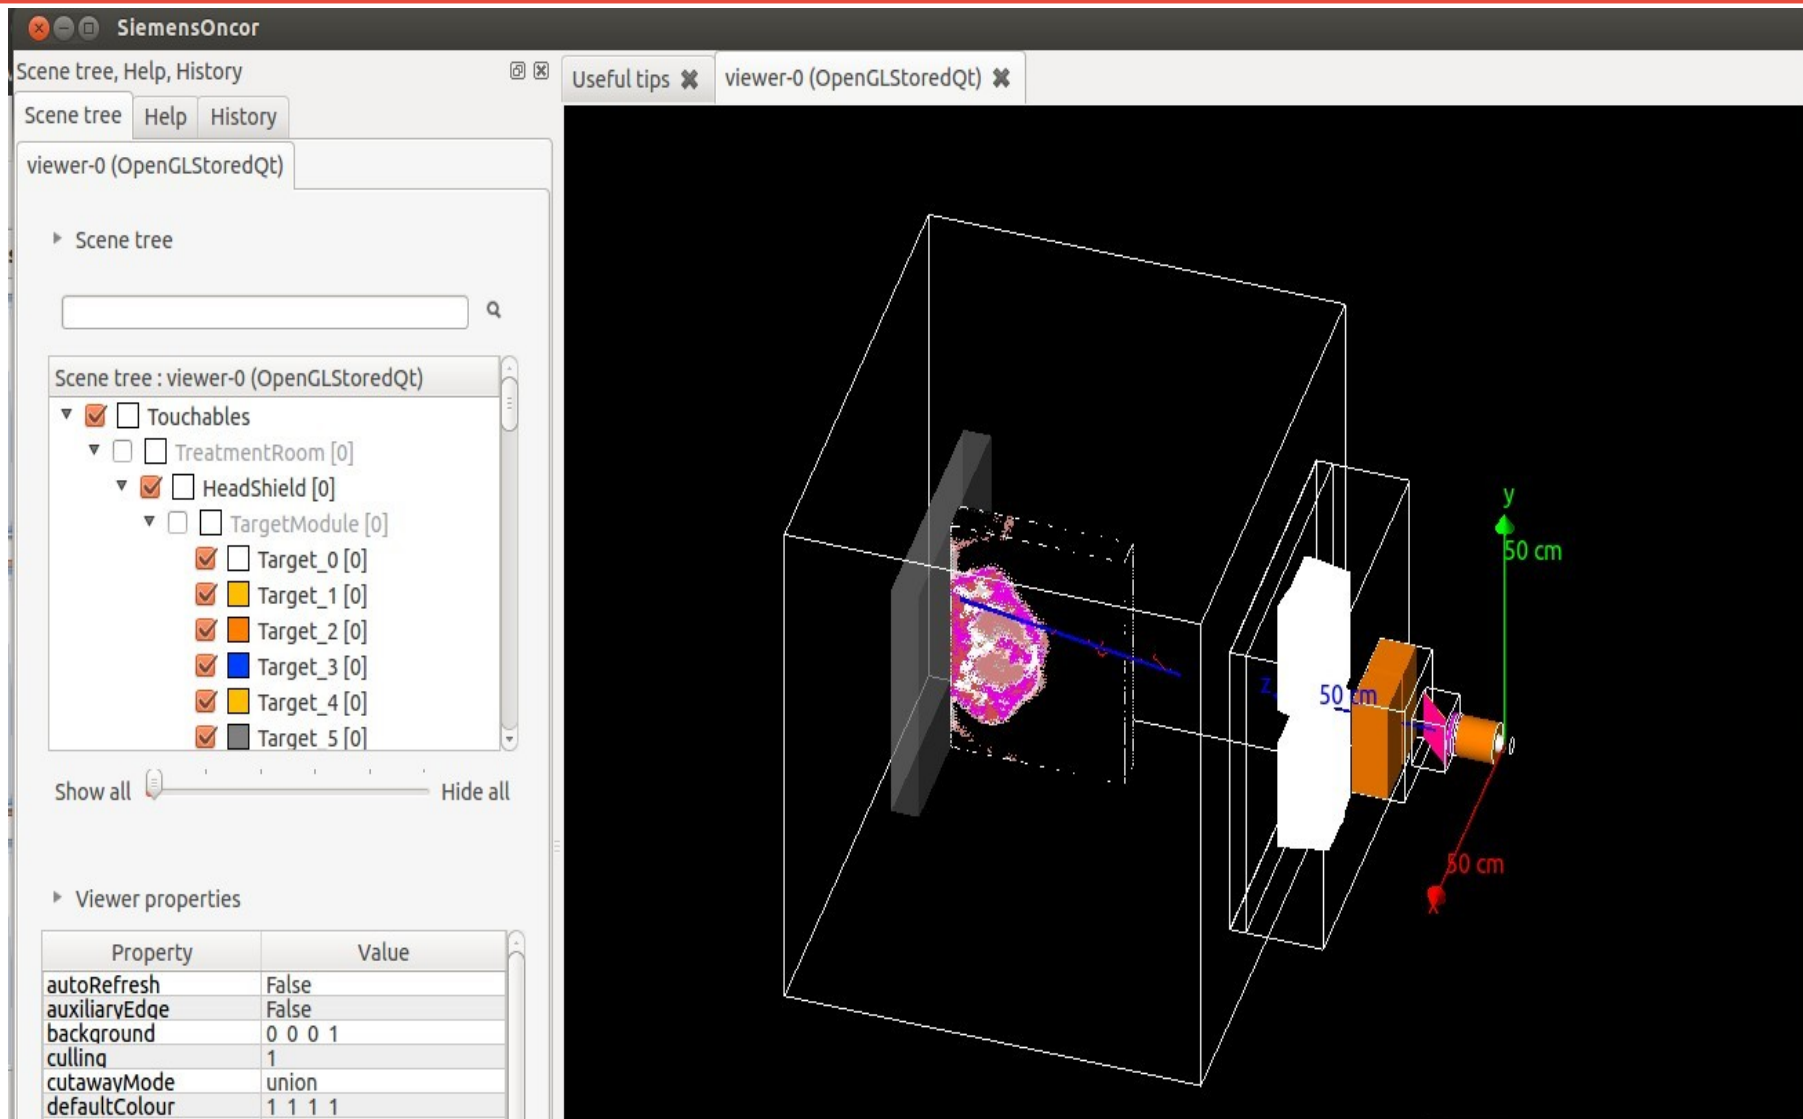 SiemensOncor
Scene tree, Help, History
Useful tips
viewer-0 (OpenGLStoredQt)
Scene tree
Help
History
viewer-0 (OpenGLStoredQt)
Scene tree
Scene tree : viewer-0 (OpenGLStoredQt)
Touchables
TreatmentRoom [0]
HeadShield [0]
TargetModule [0]
Target_0 [0]
Target_1 [0]
Target_2 [0]
Target_3 [0]
Target_4 [0]
Target_5 [0]
Show all
Hide all
Viewer properties
Property Value
autoRefresh False
auxiliaryEdge False
background 0 0 0 1
culling 1
cutawayMode union
defaultColour 1 1 1 1
y
50 cm
z
50 cm
50 cm
x